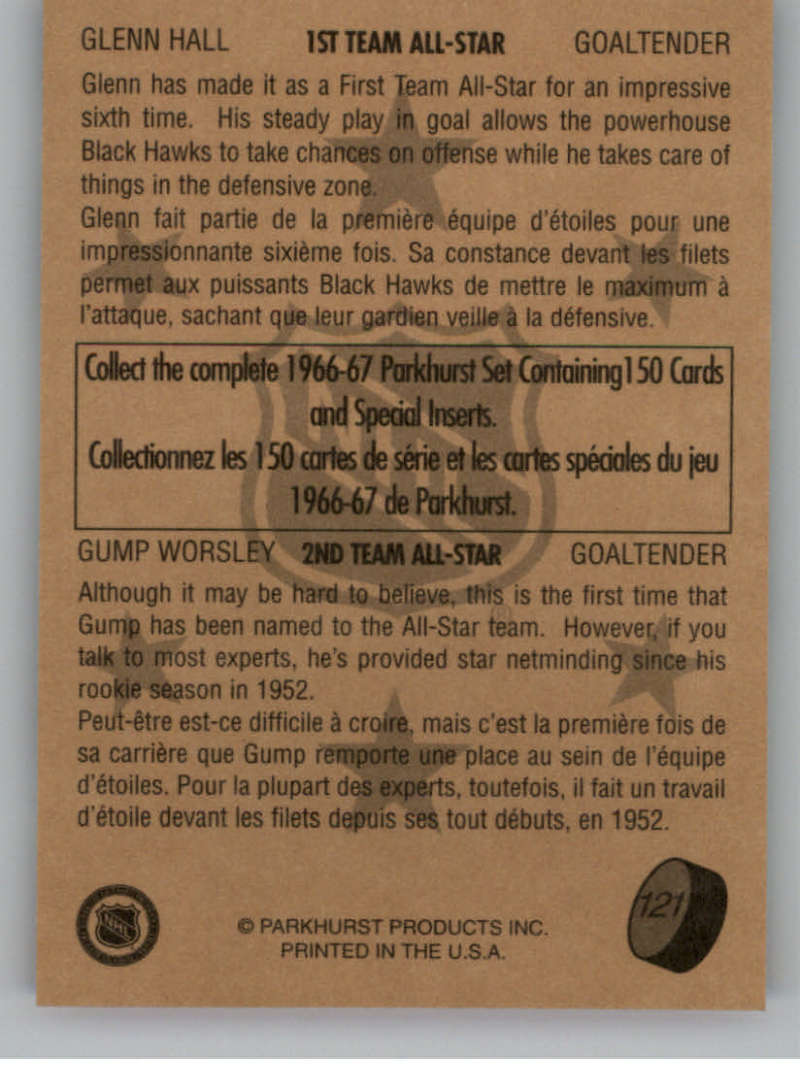 GLENN HALL 1ST TEAM ALL-STAR GOALTENDER
Glenn has made it as a First Team All-Star for an impressive
sixth time. His steady play in goal allows the powerhouse
Black Hawks to take chances on offense while he takes care of
things in the defensive zone.
Glenn fait partie de la première équipe d'étoiles pour une
impressionnante sixième fois. Sa constance devant les filets
permet aux puissants Black Hawks de mettre le maximum à
l'attaque, sachant que leur gardien veille à la défensive.
Collect the complete 1966-67 Parkhurst Set Containing150 Cards
and Special Inserts.
Collectionnez les 150 cartes de série et les cartes spéciales du jeu
1966-67 de Parkhurst.
GUMP WORSLEY 2ND TEAM ALL-STAR GOALTENDER
Although it may be hard to believe, this is the first time that
Gump has been named to the All-Star team. However, if you
talk to most experts, he's provided star netminding since his
rookie season in 1952.
Peut-être est-ce difficile à croire, mais c'est la première fois de
sa carrière que Gump remporte une place au sein de l'équipe
d'étoiles. Pour la plupart des experts, toutefois, il fait un travail
d'étoile devant les filets depuis ses tout débuts, en 1952.
121
© PARKHURST PRODUCTS INC.
PRINTED IN THE U.S.A.